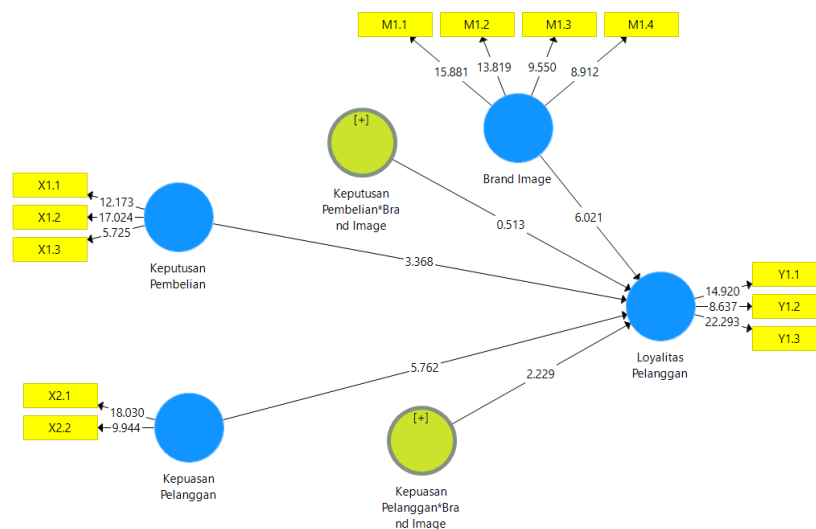 M1.1
M1.2
M1.3
M1.4
15.881
13.819
9.550
8.912
[+]
Brand Image
Keputusan
Pembelian*Bra
nd Image
X1.1
X1.2
X1.3
12.173
17.024
5.725
Keputusan
Pembelian
6.021
0.513
3.368
Y1.1
Y1.2
Y1.3
14.920
8.637
22.293
Loyalitas
Pelanggan
5.762
2.229
X2.1
X2.2
18.030
9.944
Kepuasan
Pelanggan
[+]
Kepuasan
Pelanggan*Bra
nd Image